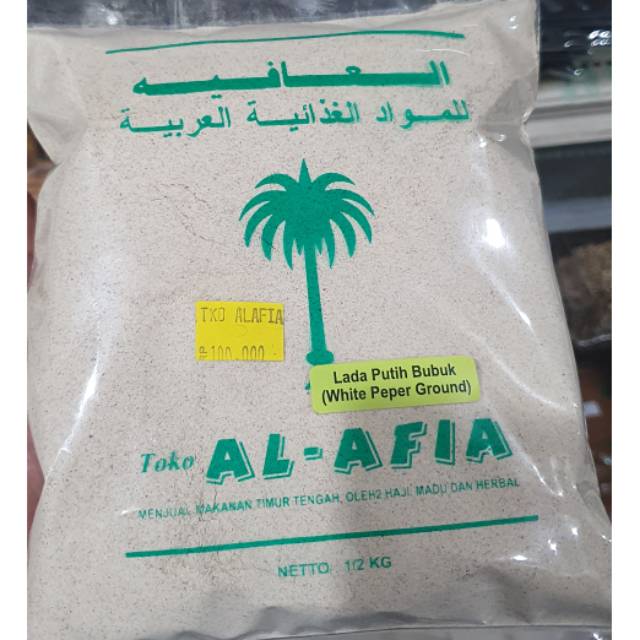 العافيه
للمواد الغذائية العربية
TKO ALAFIA
100.000
Lada Putih Bubuk
(White Peper Ground)
Toko AL-AFIA
MENJUAL MAKANAN TIMUR TENGAH, OLEH2 HAJI, MADU DAN HERBAL
NETTO 1/2 KG